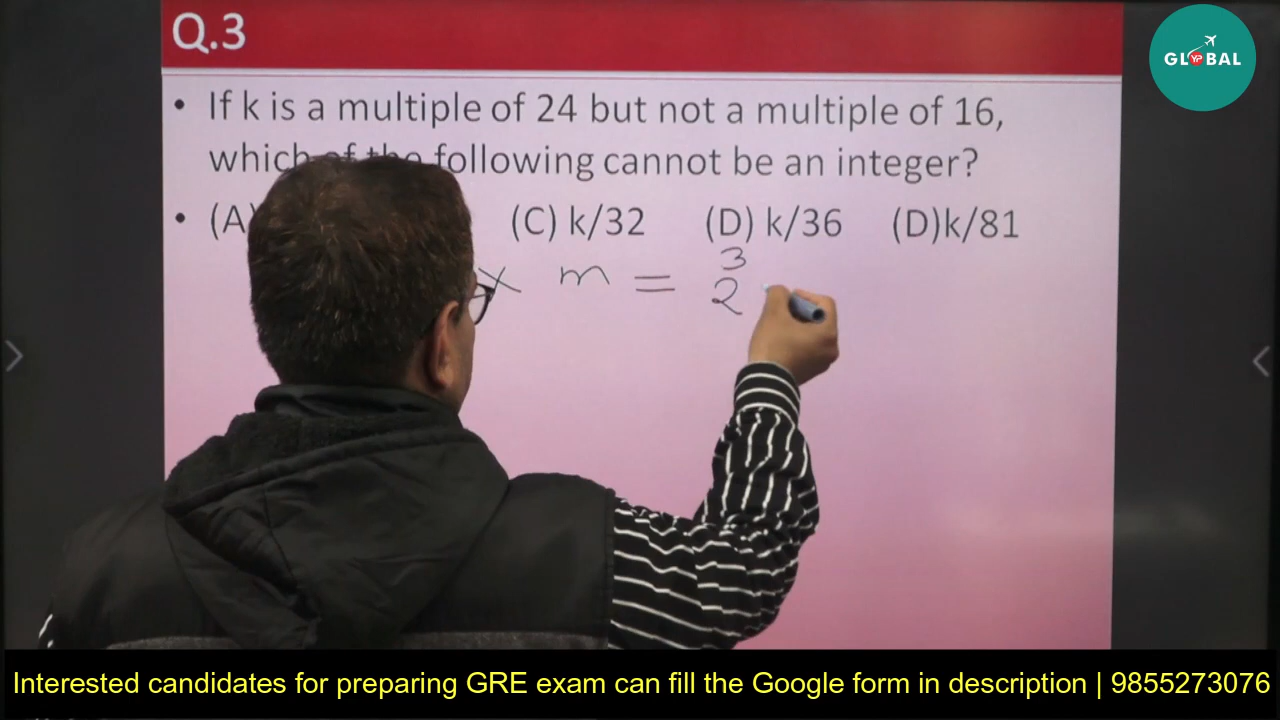 Q.3
GL YP BAL
• If k is a multiple of 24 but not a multiple of 16,
which of the following cannot be an integer?
• (A) (C) k/32 (D) k/36 (D)k/81
x m = 2³
Interested candidates for preparing GRE exam can fill the Google form in description | 9855273076